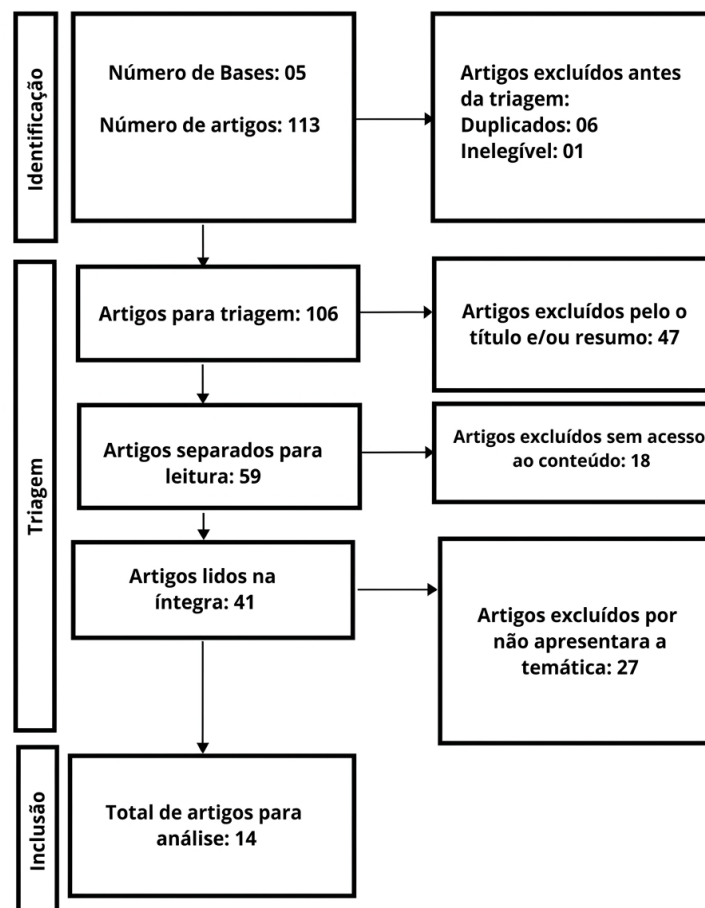 Identificação
Número de Bases: 05
Número de artigos: 113
Artigos excluídos antes
da triagem:
Duplicados: 06
Inelegível: 01
Triagem
Artigos para triagem: 106
Artigos excluídos pelo o
título e/ou resumo: 47
Artigos separados para
leitura: 59
Artigos excluídos sem acesso
ao conteúdo: 18
Artigos lidos na
íntegra: 41
Artigos excluídos por
não apresentara a
temática: 27
Inclusão
Total de artigos para
análise: 14